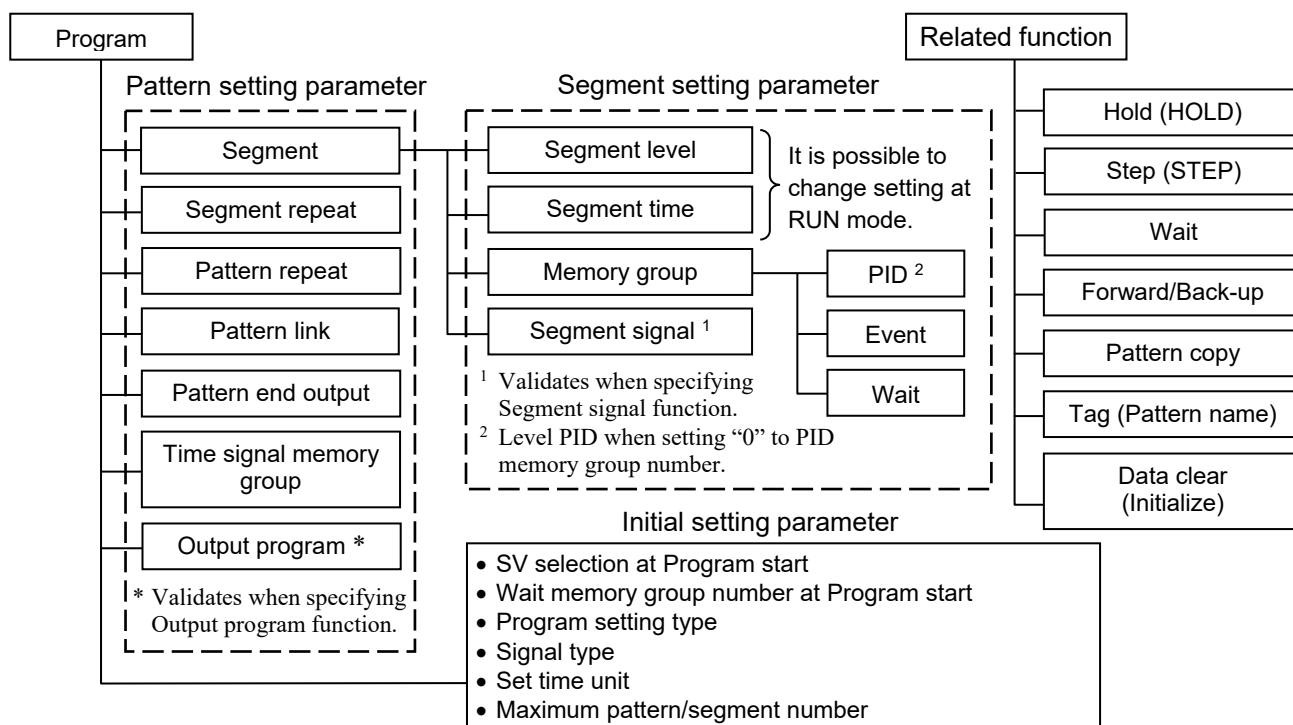 Program
Related function
Pattern setting parameter
Segment
Segment repeat
Pattern repeat
Pattern link
Pattern end output
Time signal memory
group
Output program *
* Validates when specifying
Output program function.
Segment setting parameter
Segment level
Segment time
It is possible to
change setting at
RUN mode.
Memory group
Segment signal 1
PID 2
Event
Wait
1 Validates when specifying
Segment signal function.
2 Level PID when setting “0” to PID
memory group number.
Hold (HOLD)
Step (STEP)
Wait
Forward/Back-up
Pattern copy
Tag (Pattern name)
Data clear
(Initialize)
Initial setting parameter
• SV selection at Program start
• Wait memory group number at Program start
• Program setting type
• Signal type
• Set time unit
• Maximum pattern/segment number